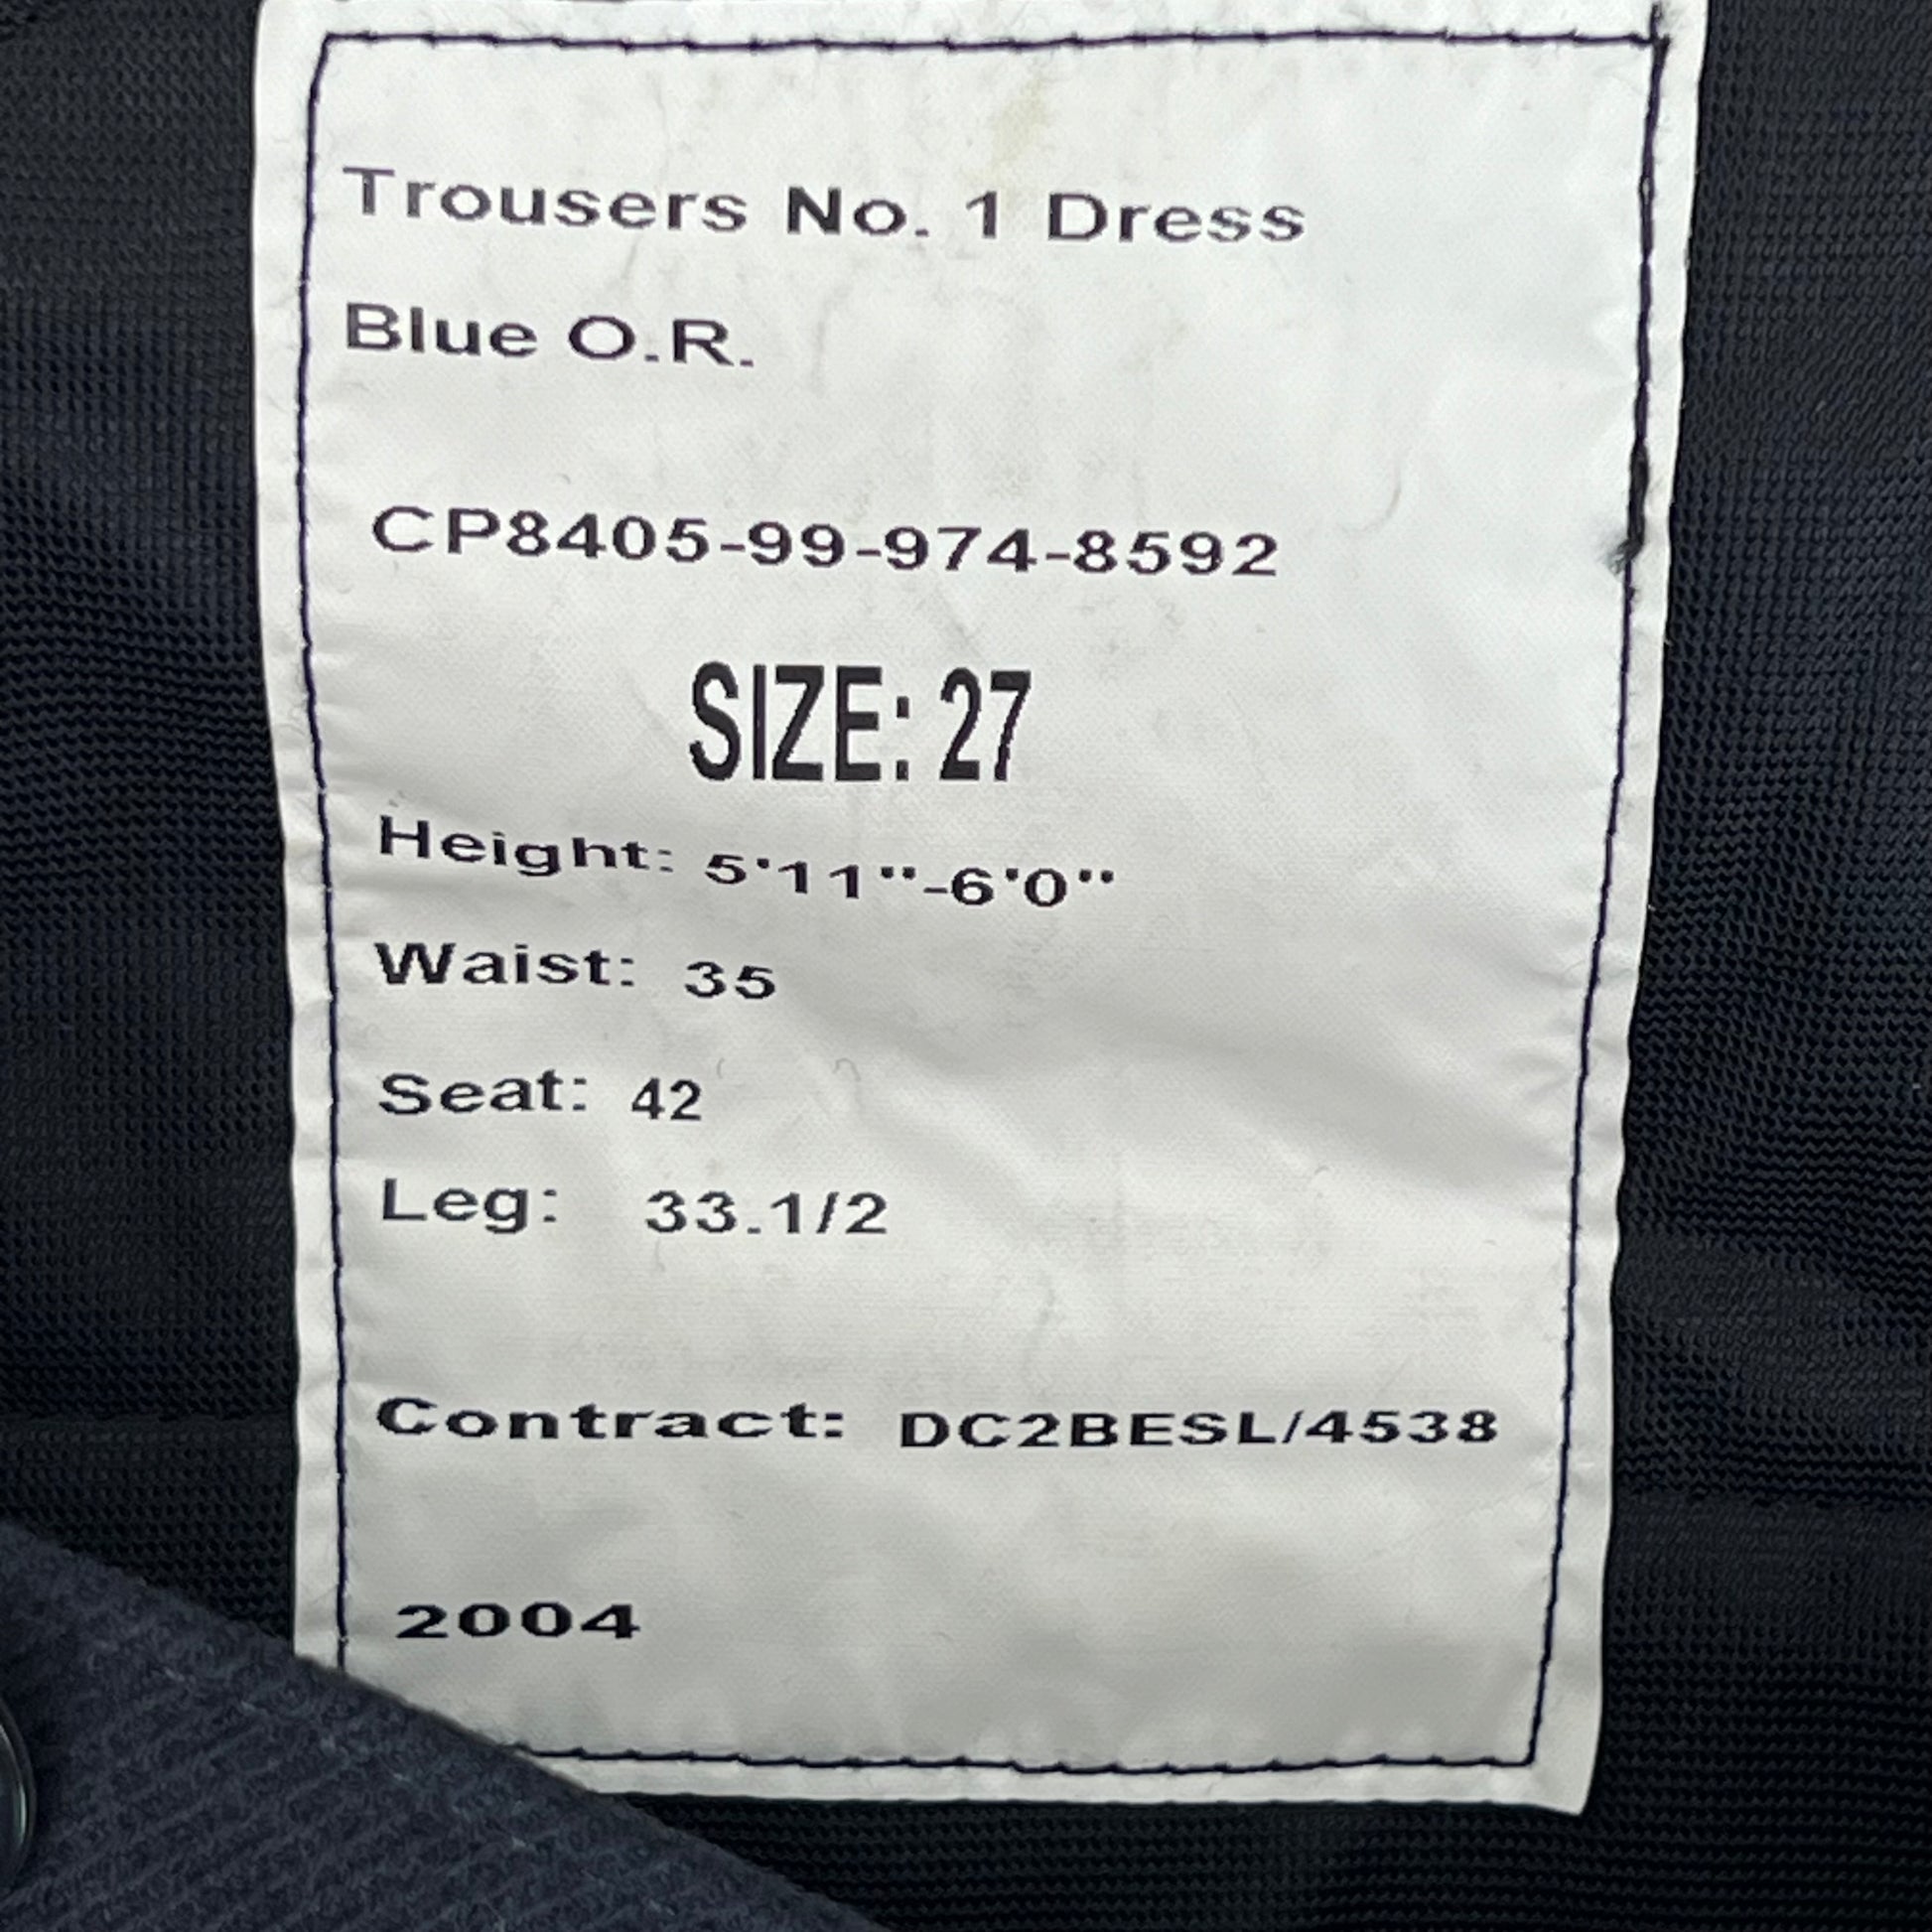 Trousers No. 1 Dress
Blue O.R.
CP8405-99-974-8592
SIZE: 27
Height: 5'11"-6'0"
Waist: 35
Seat: 42
Leg: 33.1/2
Contract: DC2BESL/4538
2004